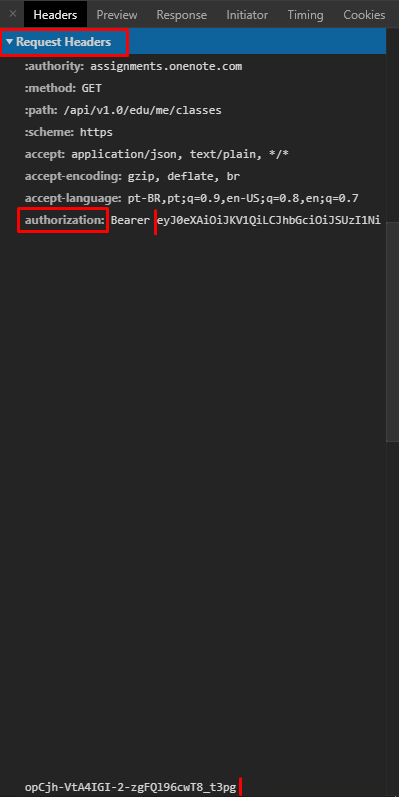 × Headers Preview Response Initiator Timing Cookies
▼ Request Headers
:authority: assignments.onenote.com
:method: GET
:path: /api/v1.0/edu/me/classes
:scheme: https
accept: application/json, text/plain, */*
accept-encoding: gzip, deflate, br
accept-language: pt-BR,pt;q=0.9,en-US;q=0.8,en;q=0.7
authorization: Bearer eyJ0eXAiOiJKV1QiLCJhbGciOiJSUzI1Ni
opCjh-VtA4IGI-2-zgFQl96cwT8_t3pg